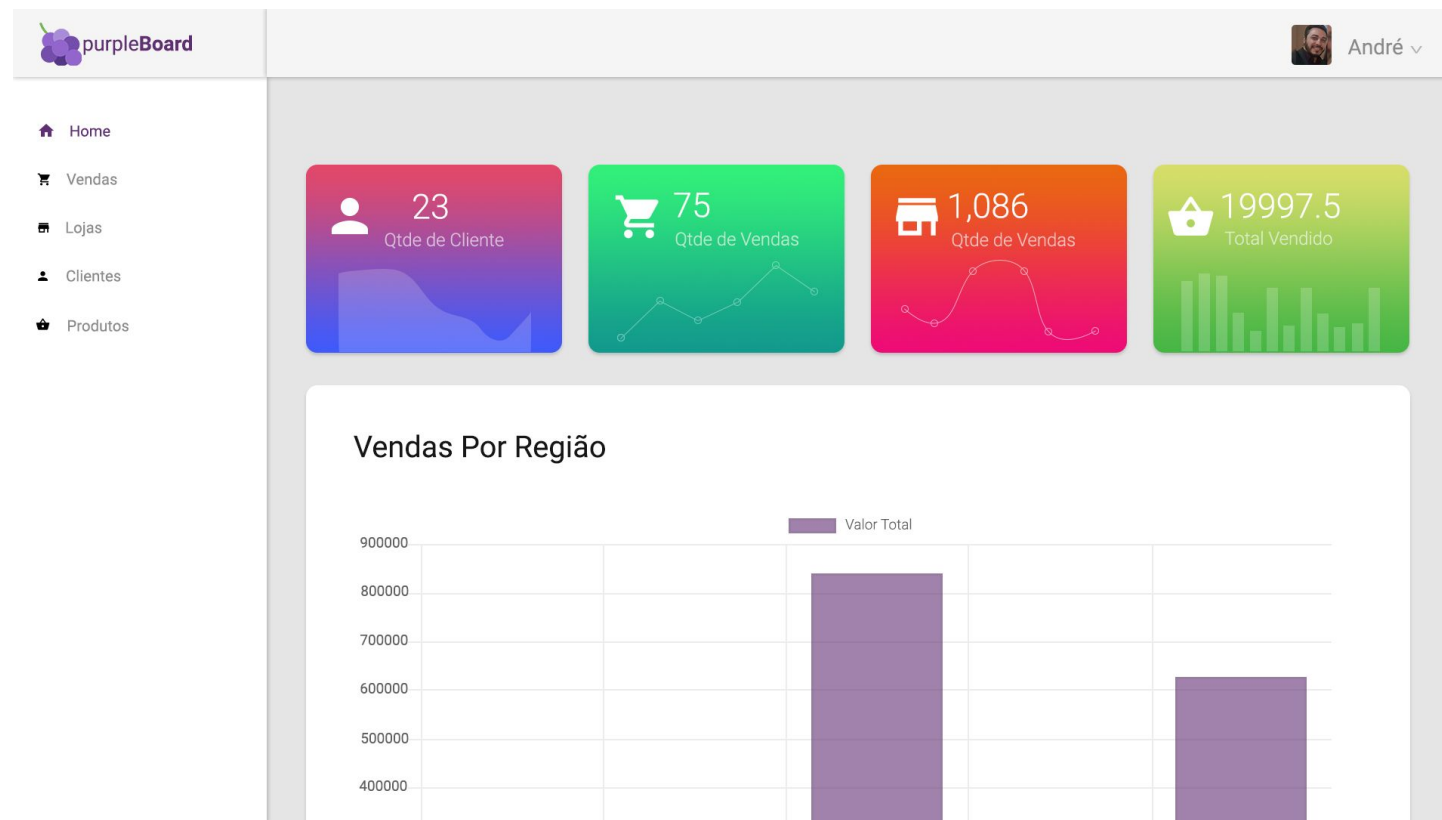 purpleBoard
André
Home
Vendas
Lojas
Clientes
Produtos
23
Qtde de Cliente
75
Qtde de Vendas
1,086
Qtde de Vendas
19997.5
Total Vendido
Vendas Por Região
Valor Total
900000
800000
700000
600000
500000
400000